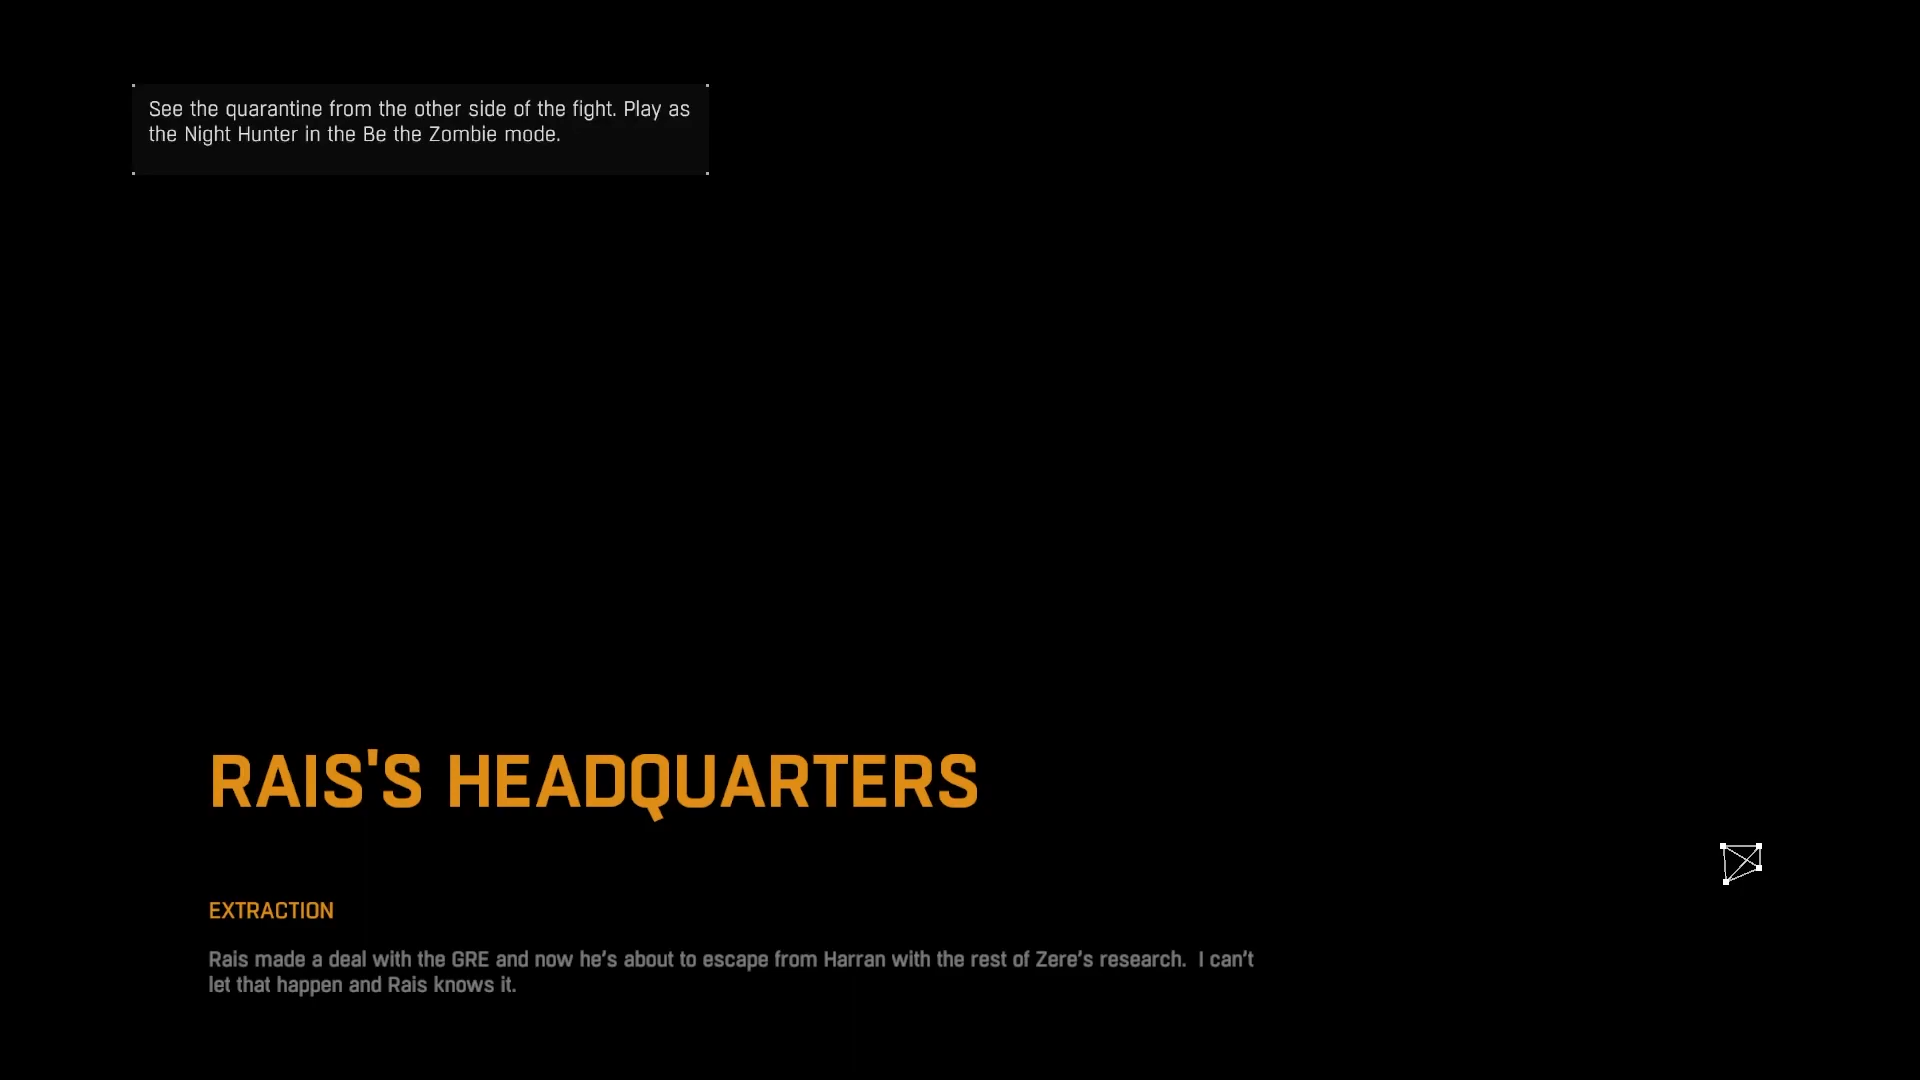 See the quarantine from the other side of the fight. Play as
the Night Hunter in the Be the Zombie mode.
RAIS'S HEADQUARTERS
EXTRACTION
Rais made a deal with the GRE and now he’s about to escape from Harran with the rest of Zere’s research.  I can’t
let that happen and Rais knows it.